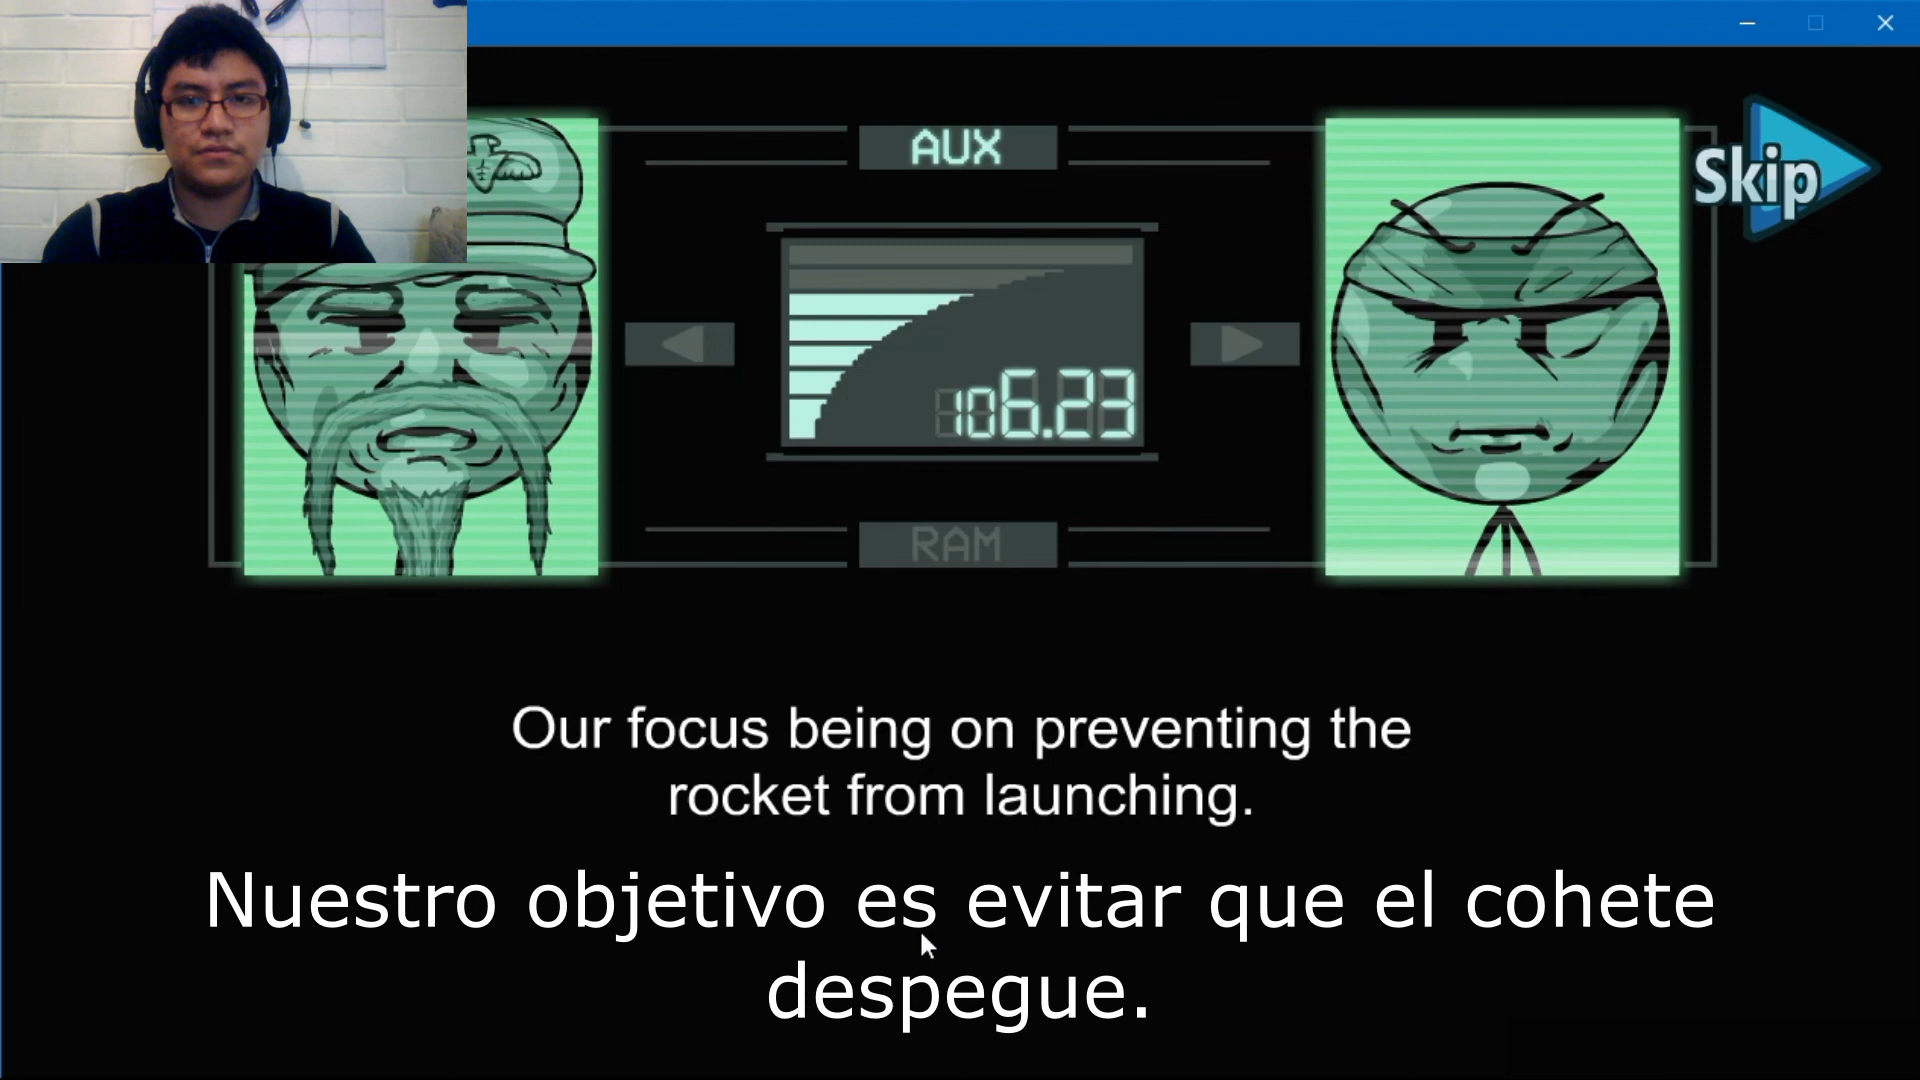 AUX
Skip
106.23
RAM
Our focus being on preventing the
rocket from launching.
Nuestro objetivo es evitar que el cohete
despegue.